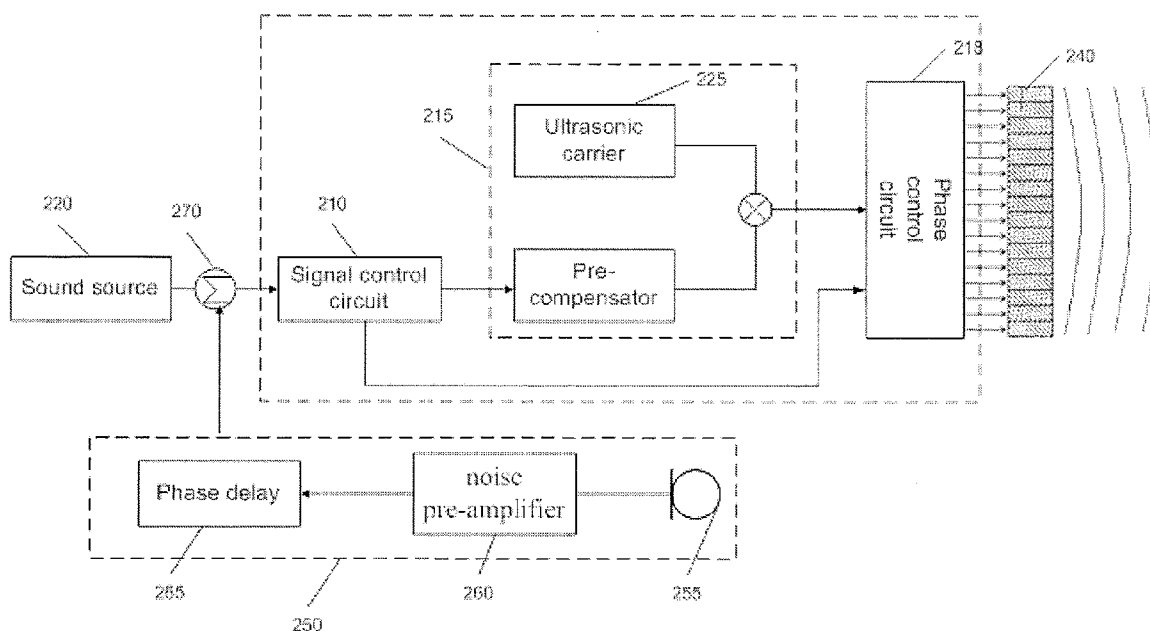 218
240
225
215
Ultrasonic
carrier
Phase control circuit
220
270
210
Sound source
Σ
Signal control
circuit
Pre-
compensator
Phase delay
noise
pre-amplifier
265
260
255
250